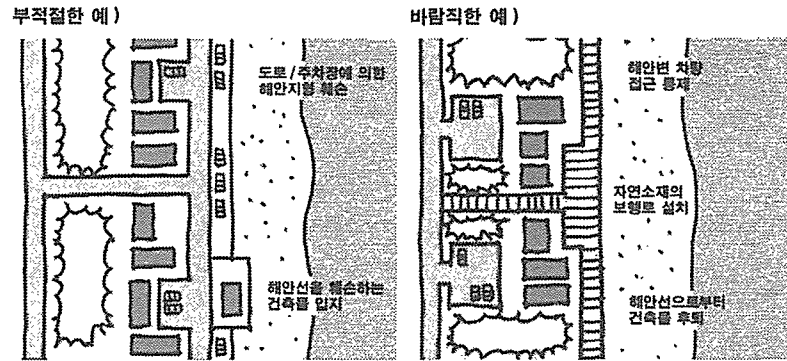 부적절한 예)
바람직한 예)
도로/주차장에 의한
해안지형 훼손
해안선을 훼손하는
건축물 입지
해안변 차량
접근 통제
자연소재의
보행로 설치
해안선으로부터
건축물 후퇴